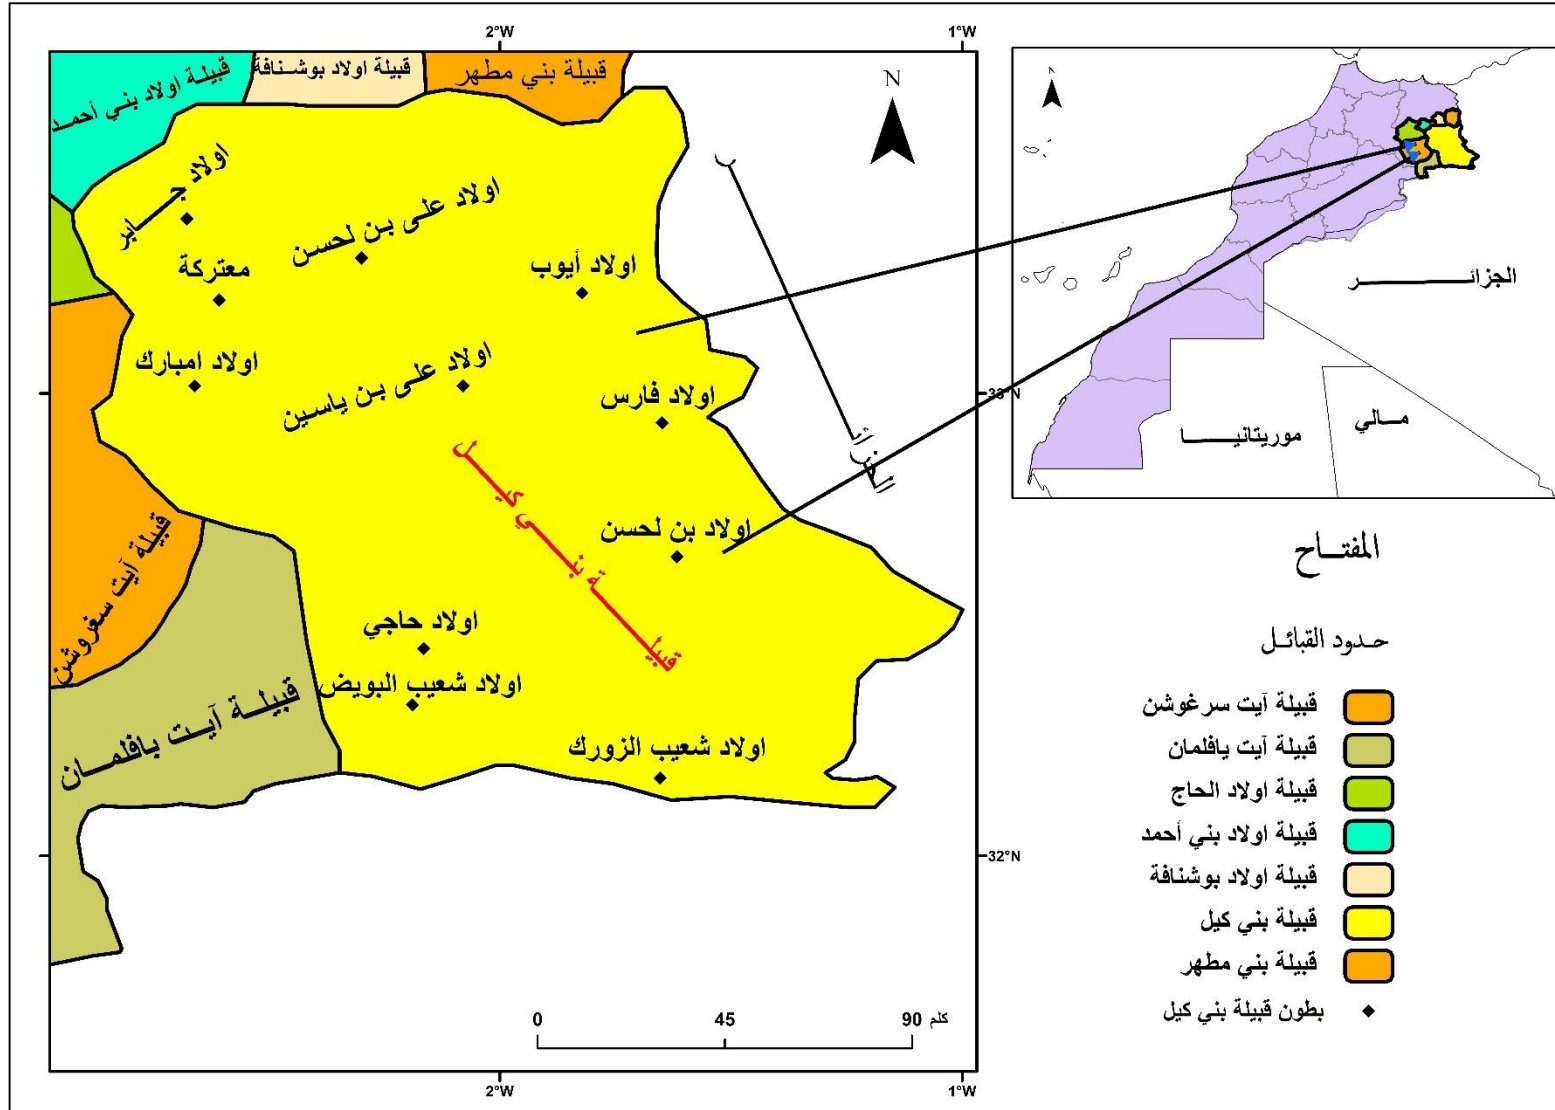 2°W
1°W
قبيلة اولاد بني أحمد
قبيلة اولاد بوشنافة
قبيلة بني مطهر
N
اولاد جابر
اولاد على بن لحسن
معتركة
اولاد أيوب
اولاد امبارك
اولاد على بن ياسين
اولاد فارس
33°N
الجزائر
قبيلة بني كيل
اولاد بن لحسن
قبيلة آيت سغروشن
اولاد حاجي
اولاد شعيب البويض
قبيلة آيت يافلمان
اولاد شعيب الزورك
32°N
0 45 90 كلم
2°W
1°W
N
الجزائر
مالي
موريتانيا
المفتاح
حدود القبائل
قبيلة آيت سرغوشن
قبيلة آيت يافلمان
قبيلة اولاد الحاج
قبيلة اولاد بني أحمد
قبيلة اولاد بوشنافة
قبيلة بني كيل
قبيلة بني مطهر
بطون قبيلة بني كيل